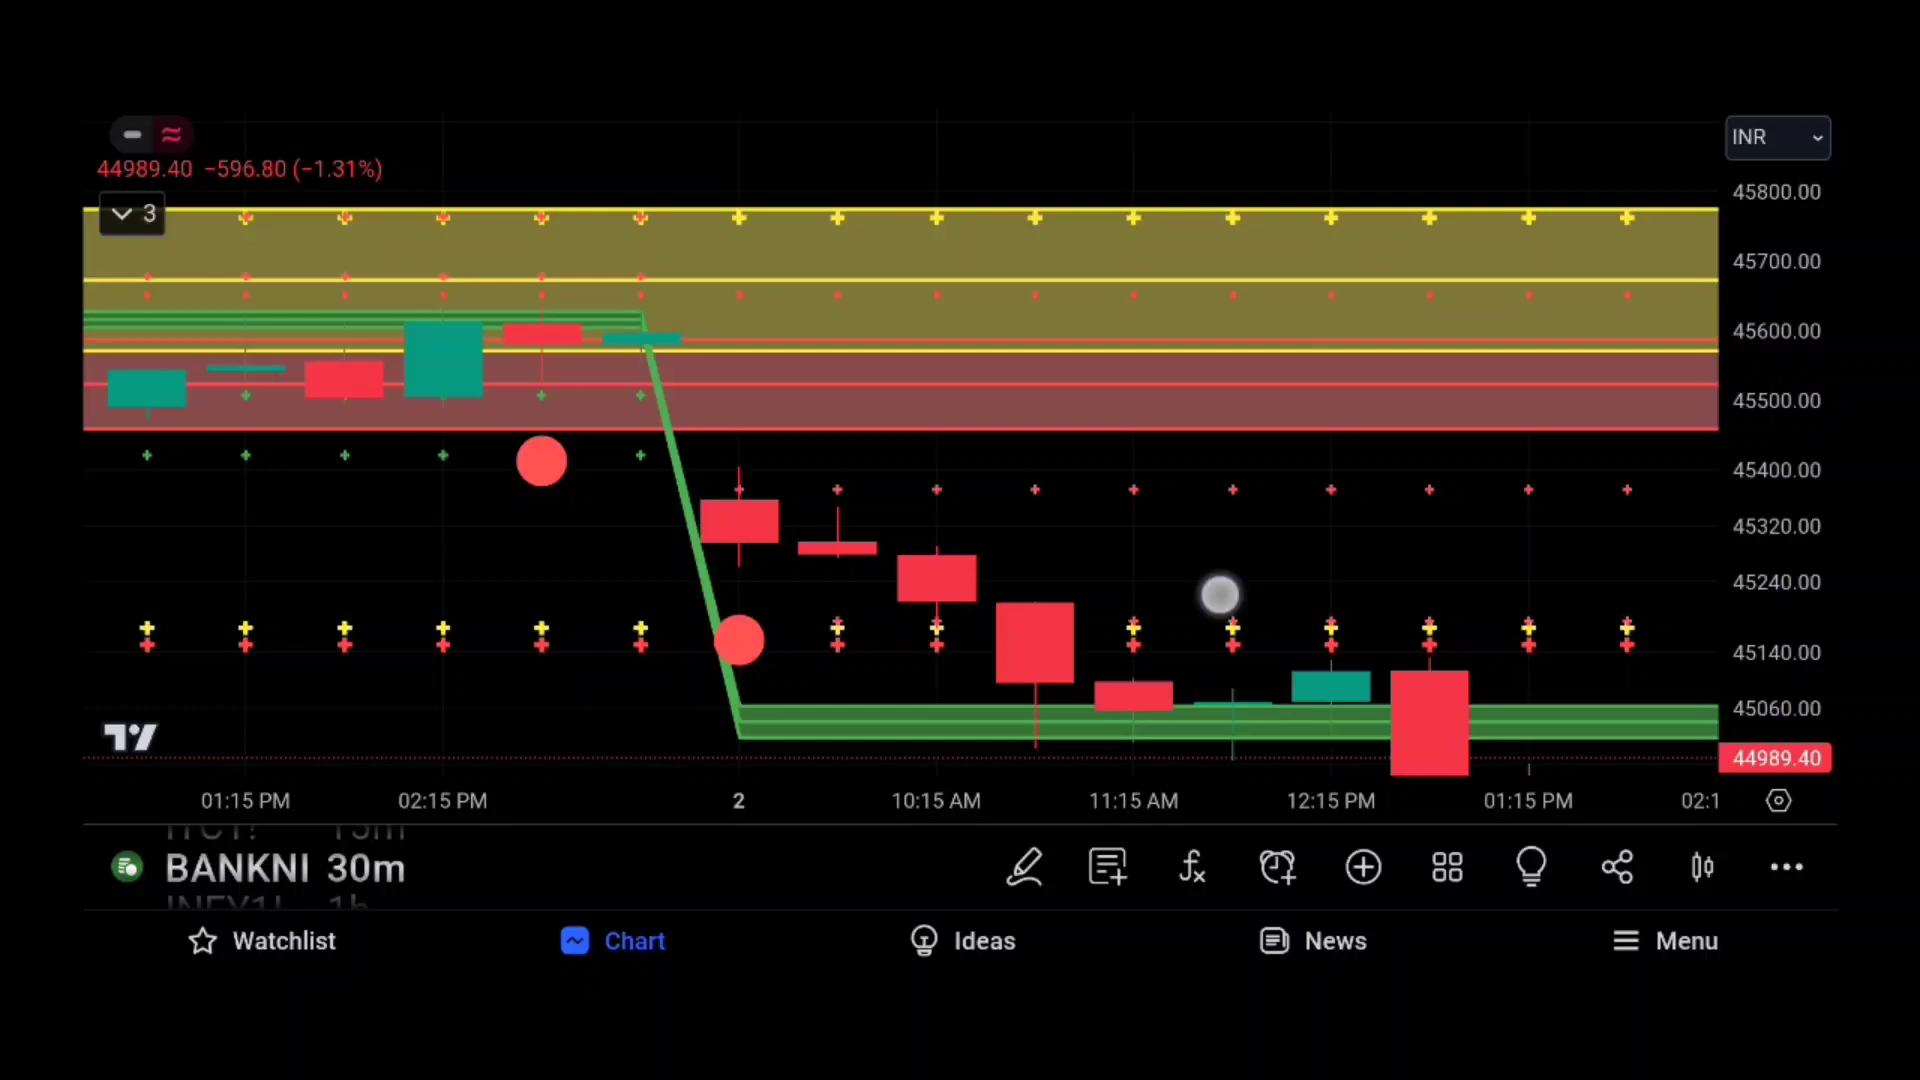 INR
44989.40 −596.80 (−1.31%)
3
45800.00
45700.00
45600.00
45500.00
45400.00
45320.00
45240.00
45140.00
45060.00
44989.40
01:15 PM 02:15 PM 2 10:15 AM 11:15 AM 12:15 PM 01:15 PM 02:1
BANKNI 30m
Watchlist Chart Ideas News Menu